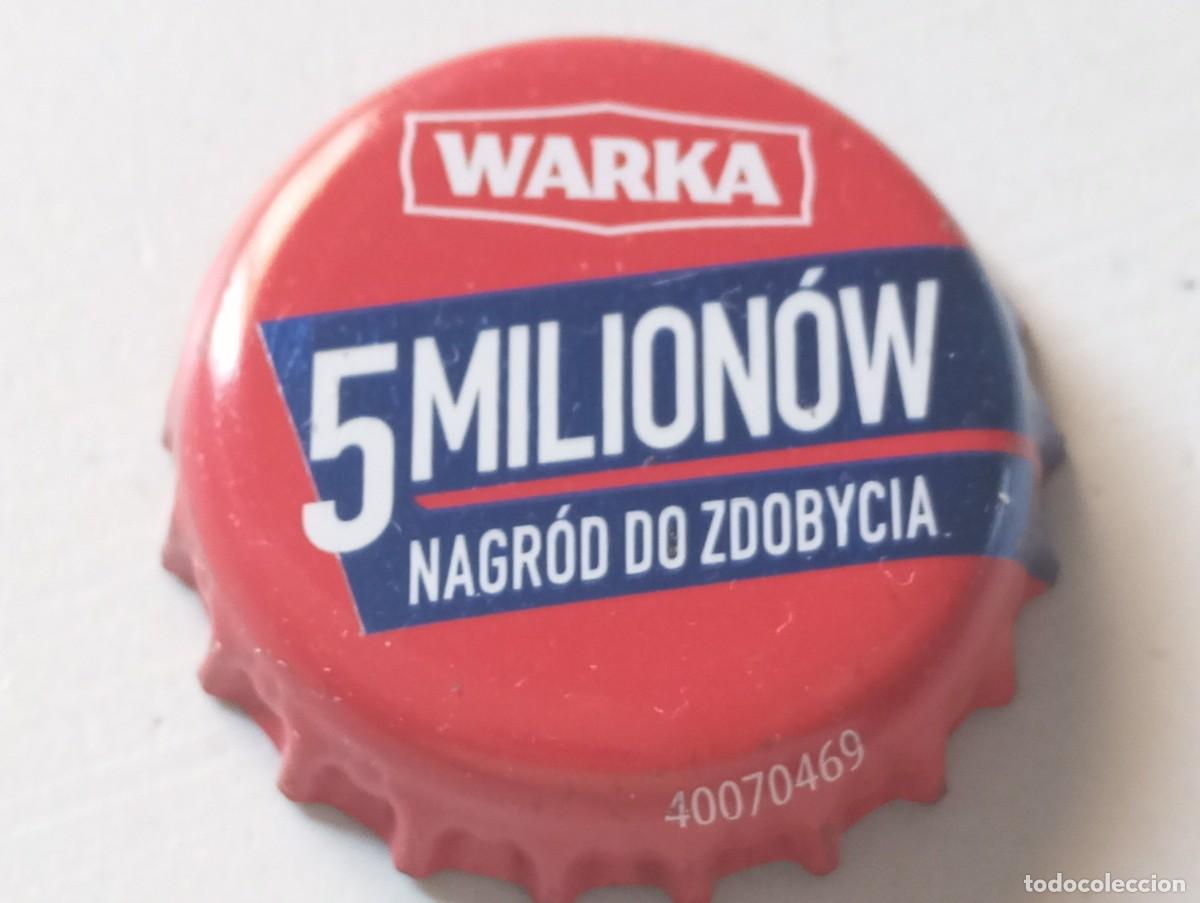 WARKA
5 MILIONÓW
NAGRÓD DO ZDOBYCIA
40070469
todocoleccion